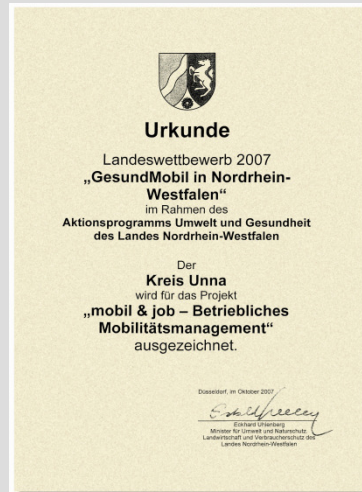 Urkunde
Landeswettbewerb 2007
„GesundMobil in Nordrhein-
Westfalen“
im Rahmen des
Aktionsprogramms Umwelt und Gesundheit
des Landes Nordrhein-Westfalen
Der
Kreis Unna
wird für das Projekt
„mobil & job – Betriebliches
Mobilitätsmanagement“
ausgezeichnet.
Düsseldorf, im Oktober 2007
Eckhard Uhlenberg
Minister für Umwelt und Naturschutz,
Landwirtschaft und Verbraucherschutz des
Landes Nordrhein-Westfalen